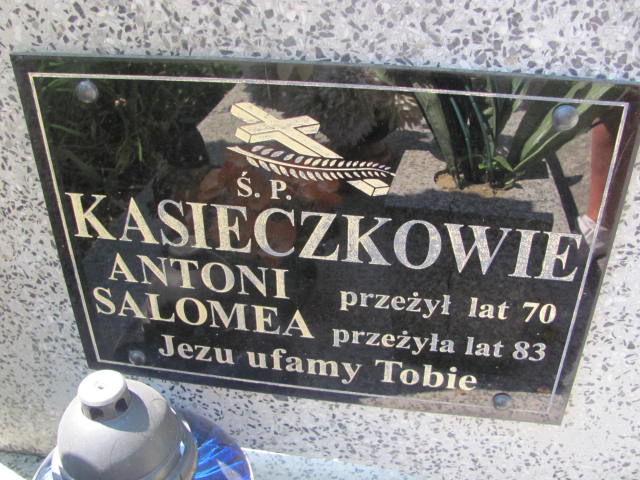 Ś. P.
KASIECZKOWIE
ANTONI przeżył lat 70
SALOMEA przeżyła lat 83
Jezu ufamy Tobie